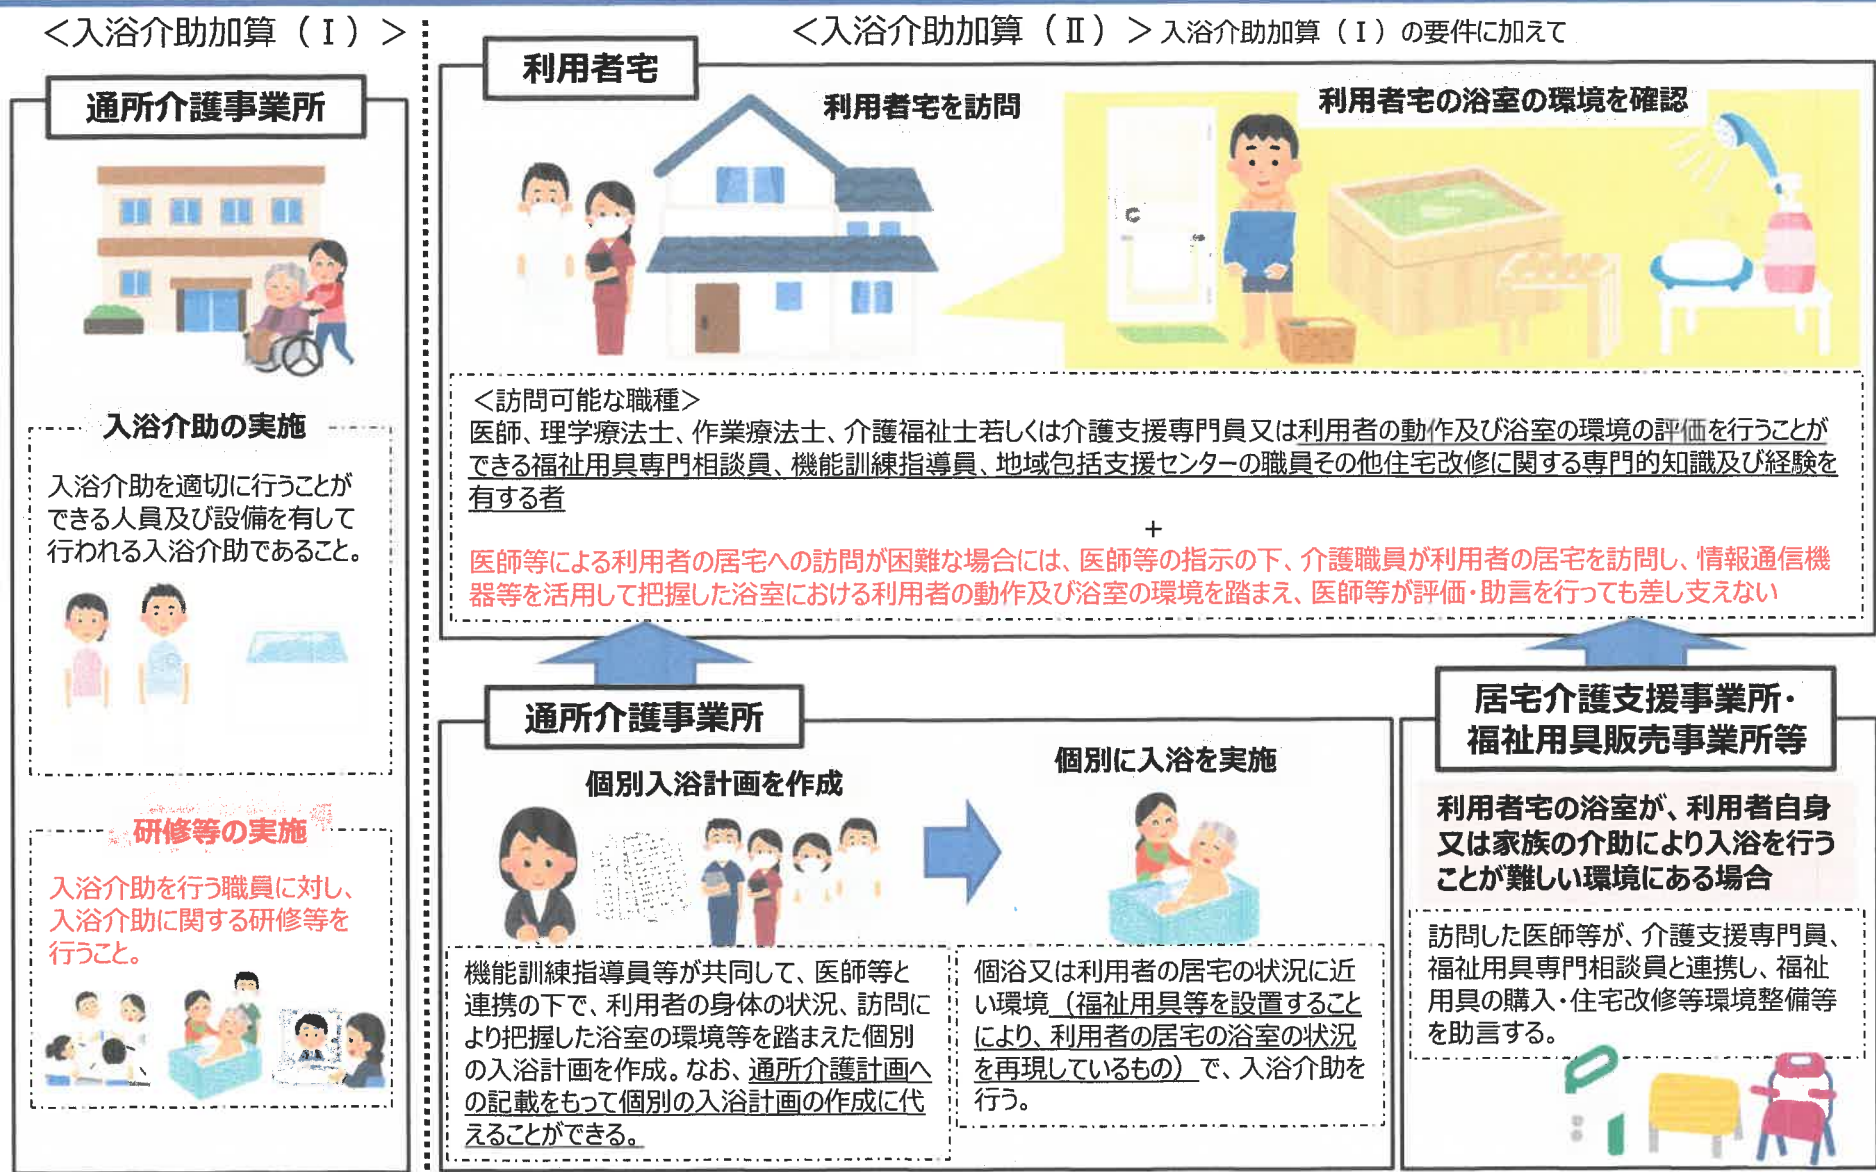 ＜入浴介助加算（Ⅰ）＞
通所介護事業所
入浴介助の実施
入浴介助を適切に行うことが
できる人員及び設備を有して
行われる入浴介助であること。
研修等の実施
入浴介助を行う職員に対し、
入浴介助に関する研修等を
行うこと。
＜入浴介助加算（Ⅱ）＞入浴介助加算（Ⅰ）の要件に加えて
利用者宅
利用者宅を訪問
利用者宅の浴室の環境を確認
＜訪問可能な職種＞
医師、理学療法士、作業療法士、介護福祉士若しくは介護支援専門員又は利用者の動作及び浴室の環境の評価を行うことが
できる福祉用具専門相談員、機能訓練指導員、地域包括支援センターの職員その他住宅改修に関する専門的知識及び経験を
有する者
＋
医師等による利用者の居宅への訪問が困難な場合には、医師等の指示の下、介護職員が利用者の居宅を訪問し、情報通信機
器等を活用して把握した浴室における利用者の動作及び浴室の環境を踏まえ、医師等が評価・助言を行っても差し支えない
通所介護事業所
個別入浴計画を作成
機能訓練指導員等が共同して、医師等と
連携の下で、利用者の身体の状況、訪問に
より把握した浴室の環境等を踏まえた個別
の入浴計画を作成。なお、通所介護計画へ
の記載をもって個別の入浴計画の作成に代
えることができる。
個別に入浴を実施
個浴又は利用者の居宅の状況に近
い環境（福祉用具等を設置すること
により、利用者の居宅の浴室の状況
を再現しているもの）で、入浴介助を
行う。
居宅介護支援事業所・
福祉用具販売事業所等
利用者宅の浴室が、利用者自身
又は家族の介助により入浴を行う
ことが難しい環境にある場合
訪問した医師等が、介護支援専門員、
福祉用具専門相談員と連携し、福祉
用具の購入・住宅改修等環境整備等
を助言する。